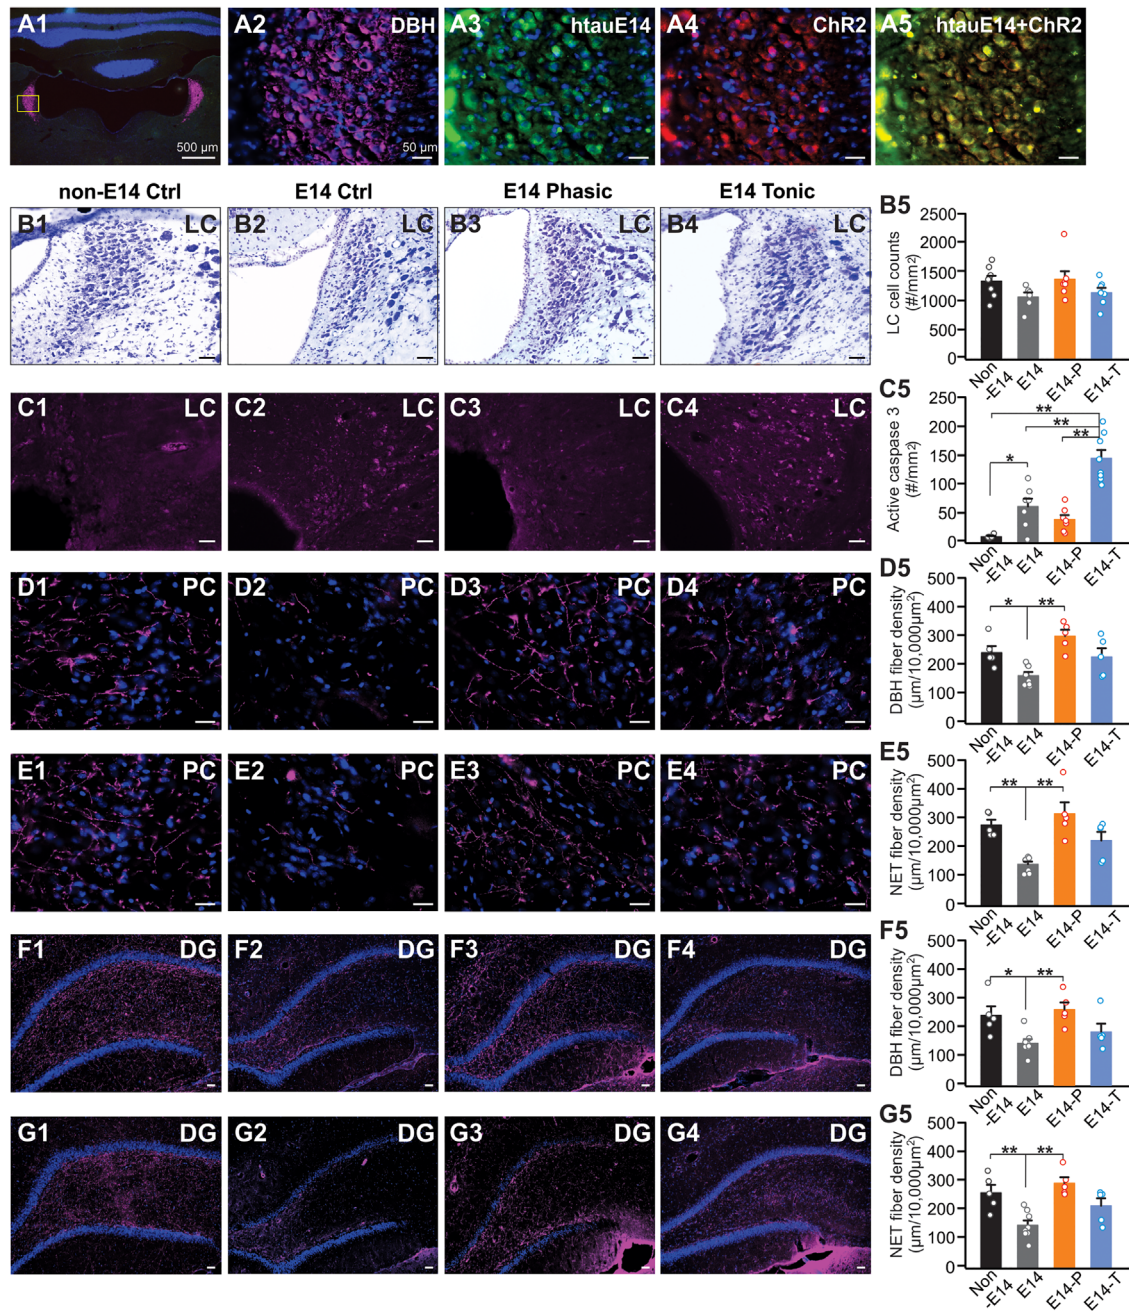 A1
500 µm
A2 DBH
50 µm
A3 htauE14
A4 ChR2
A5 htauE14+ChR2
non-E14 Ctrl
E14 Ctrl
E14 Phasic
E14 Tonic
B1 LC
B2 LC
B3 LC
B4 LC
B5
LC cell counts
(#/mm²)
2500
2000
1500
1000
500
0
Non
-E14
E14
E14-P
E14-T
C1 LC
C2 LC
C3 LC
C4 LC
C5
Active caspase 3
(#/mm²)
250
200
150
100
50
0
**
**
**
*
Non
-E14
E14
E14-P
E14-T
D1 PC
D2 PC
D3 PC
D4 PC
D5
DBH fiber density
(µm/10,000µm²)
500
400
300
200
100
0
* **
Non
-E14
E14
E14-P
E14-T
E1 PC
E2 PC
E3 PC
E4 PC
E5
NET fiber density
(µm/10,000µm²)
500
400
300
200
100
0
** **
Non
-E14
E14
E14-P
E14-T
F1 DG
F2 DG
F3 DG
F4 DG
F5
DBH fiber density
(µm/10,000µm²)
500
400
300
200
100
0
* **
Non
-E14
E14
E14-P
E14-T
G1 DG
G2 DG
G3 DG
G4 DG
G5
NET fiber density
(µm/10,000µm²)
500
400
300
200
100
0
** **
Non
-E14
E14
E14-P
E14-T